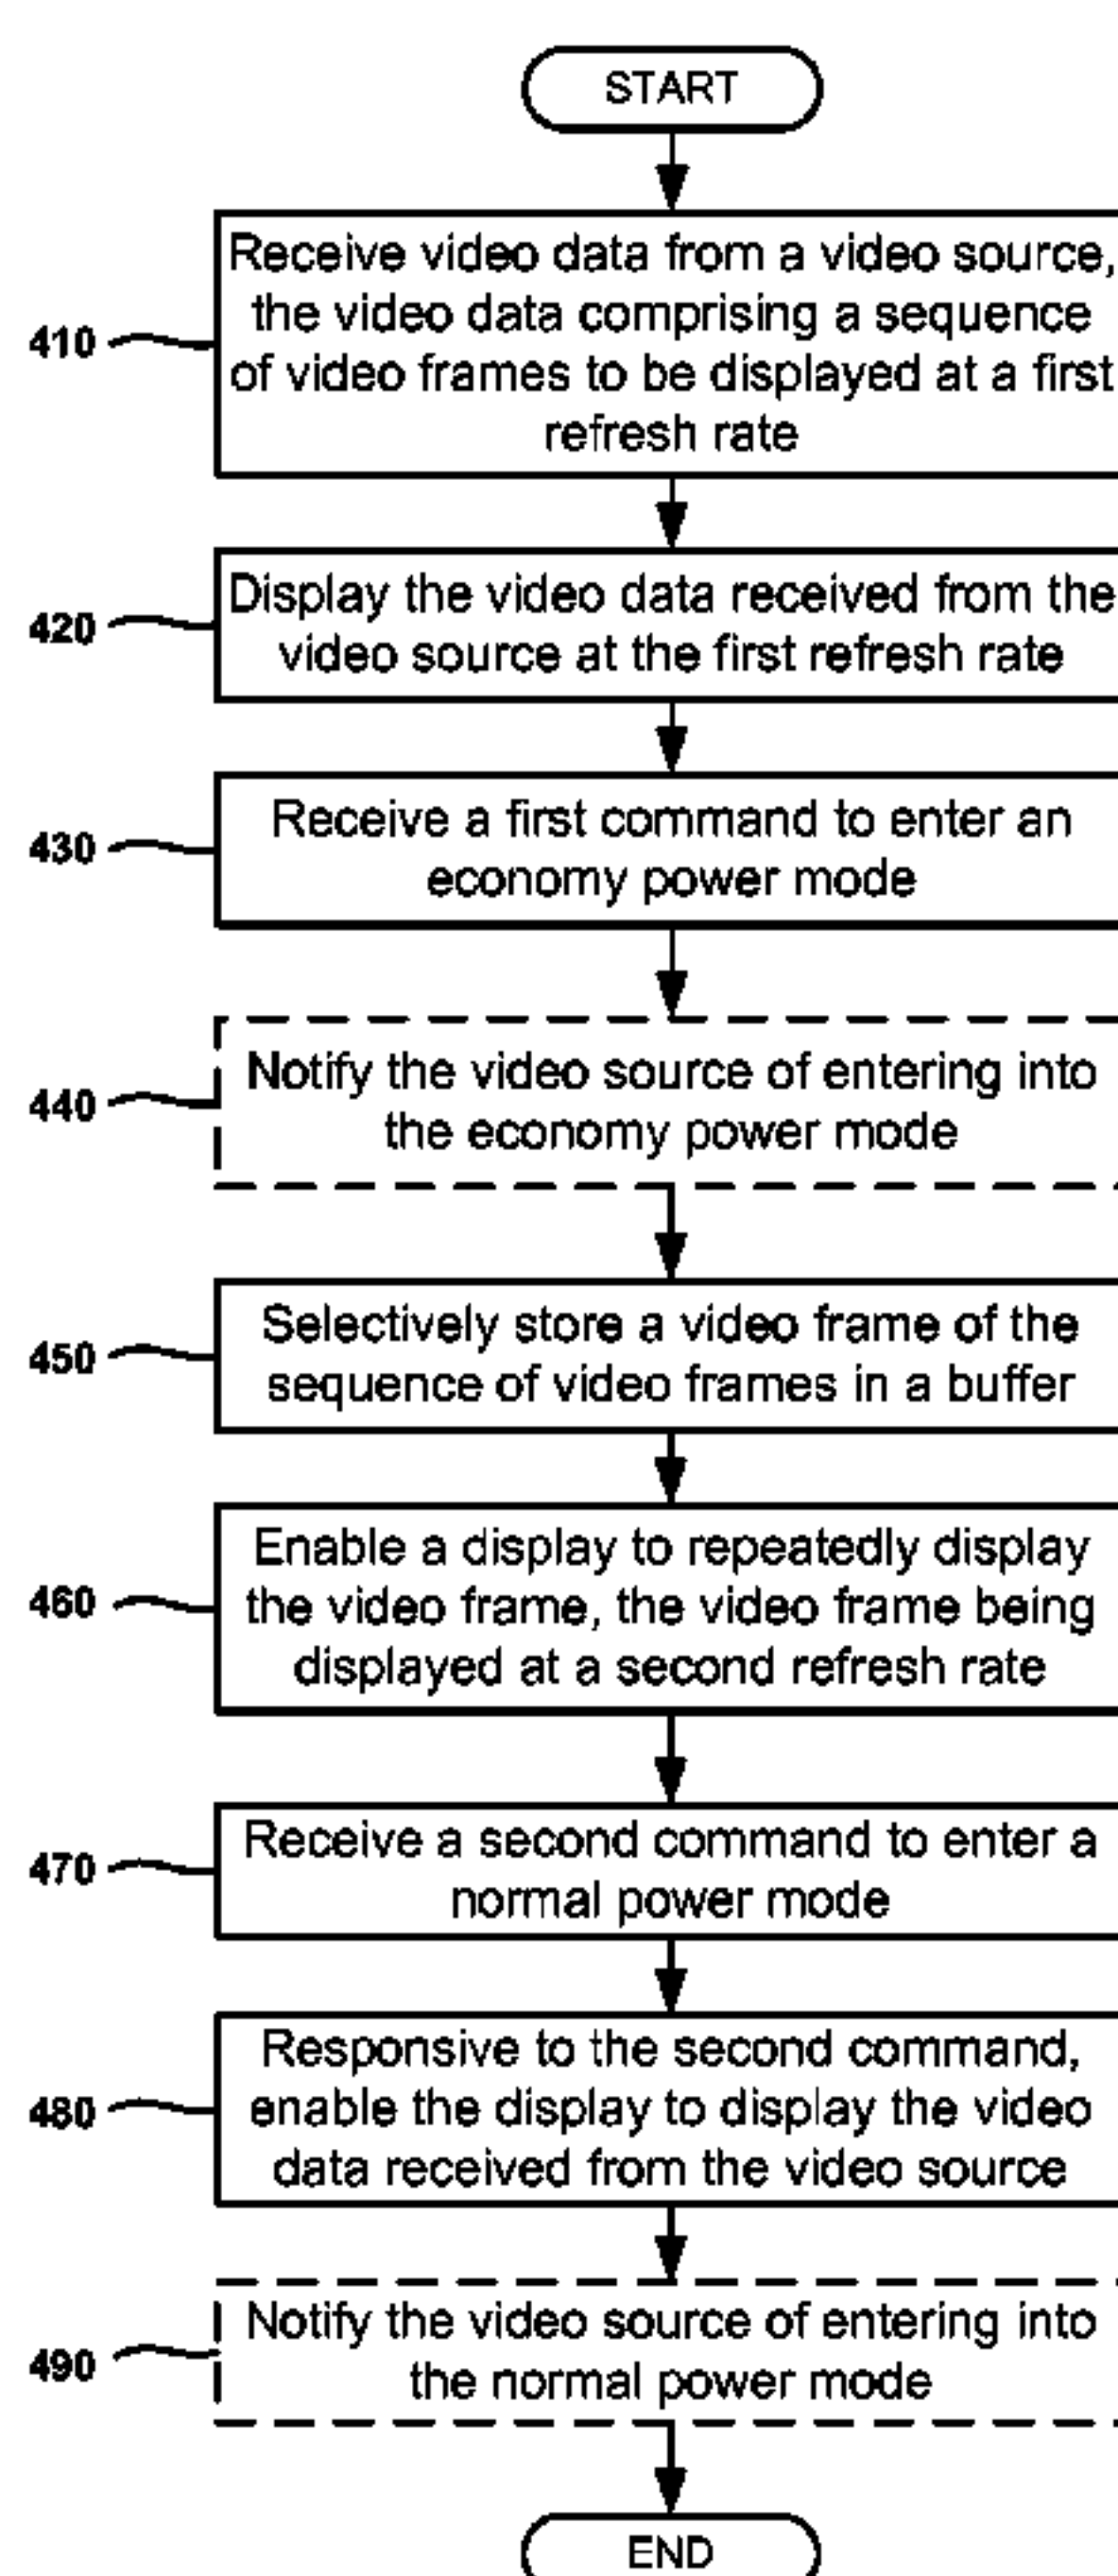 START
Receive video data from a video source,
the video data comprising a sequence
of video frames to be displayed at a first
refresh rate
410
Display the video data received from the
video source at the first refresh rate
420
Receive a first command to enter an
economy power mode
430
Notify the video source of entering into
the economy power mode
440
Selectively store a video frame of the
sequence of video frames in a buffer
450
Enable a display to repeatedly display
the video frame, the video frame being
displayed at a second refresh rate
460
Receive a second command to enter a
normal power mode
470
Responsive to the second command,
enable the display to display the video
data received from the video source
480
Notify the video source of entering into
the normal power mode
490
END